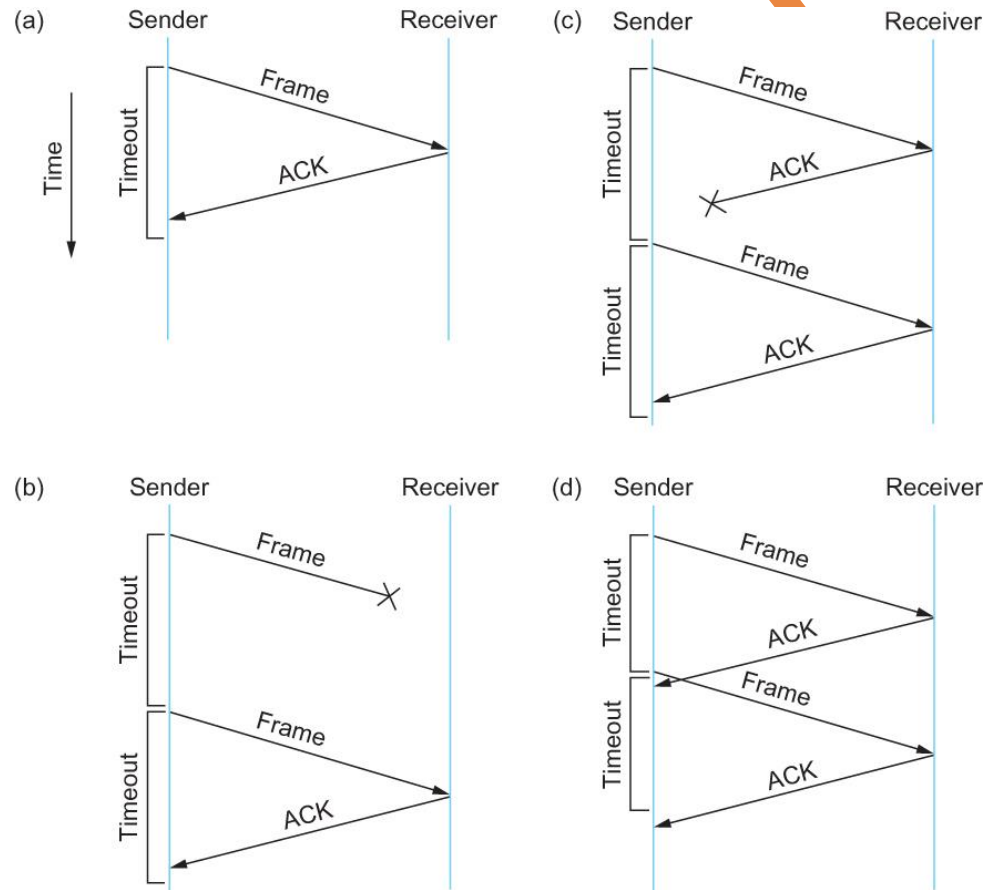 (a)
Sender
Receiver
Time
Timeout
Frame
ACK
(c)
Sender
Receiver
Timeout
Frame
ACK
Timeout
Frame
ACK
(b)
Sender
Receiver
Timeout
Frame
Timeout
Frame
ACK
(d)
Sender
Receiver
Timeout
Frame
ACK
Timeout
Frame
ACK